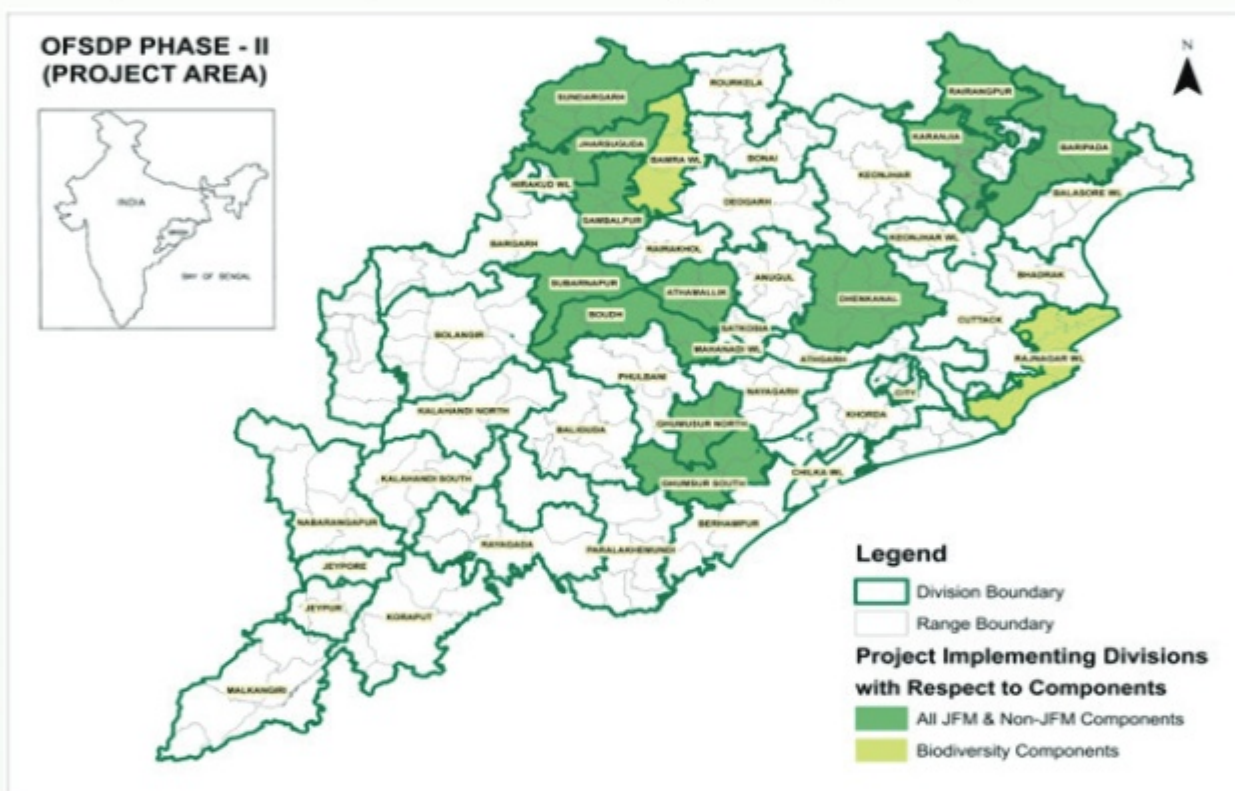 OFSDP PHASE - II
(PROJECT AREA)
N
INDIA
BAY OF BENGAL
SUNDARGARH
ROURKELA
RAIRANGPUR
JHARSUGUDA
BAMRA WL
BONAI
KARANJIA
BARIPADA
HIRAKUD WL
KEONJHAR
DEOGARH
BALASORE WL
SAMBALPUR
BARGARH
RAIRAKHOL
KEONJHAR WL
ANUGUL
BHADRAK
SUBARNAPUR
ATHAMALLIK
DHENKANAL
BOUDH
CUTTACK
BOLANGIR
SATKOSIA
MAHANADI WL
ATHGARH
RAJNAGAR WL
PHULBANI
NAYAGARH
CITY
KALAHANDI NORTH
KHORDA
GHUMUSUR NORTH
BALIGUDA
CHILKA WL
KALAHANDI SOUTH
GHUMSUR SOUTH
NABARANGAPUR
BERHAMPUR
RAYAGADA
PARALAKHEMUNDI
JEYPORE
JEYPUR
KORAPUT
MALKANGIRI
Legend
Division Boundary
Range Boundary
Project Implementing Divisions
with Respect to Components
All JFM & Non-JFM Components
Biodiversity Components